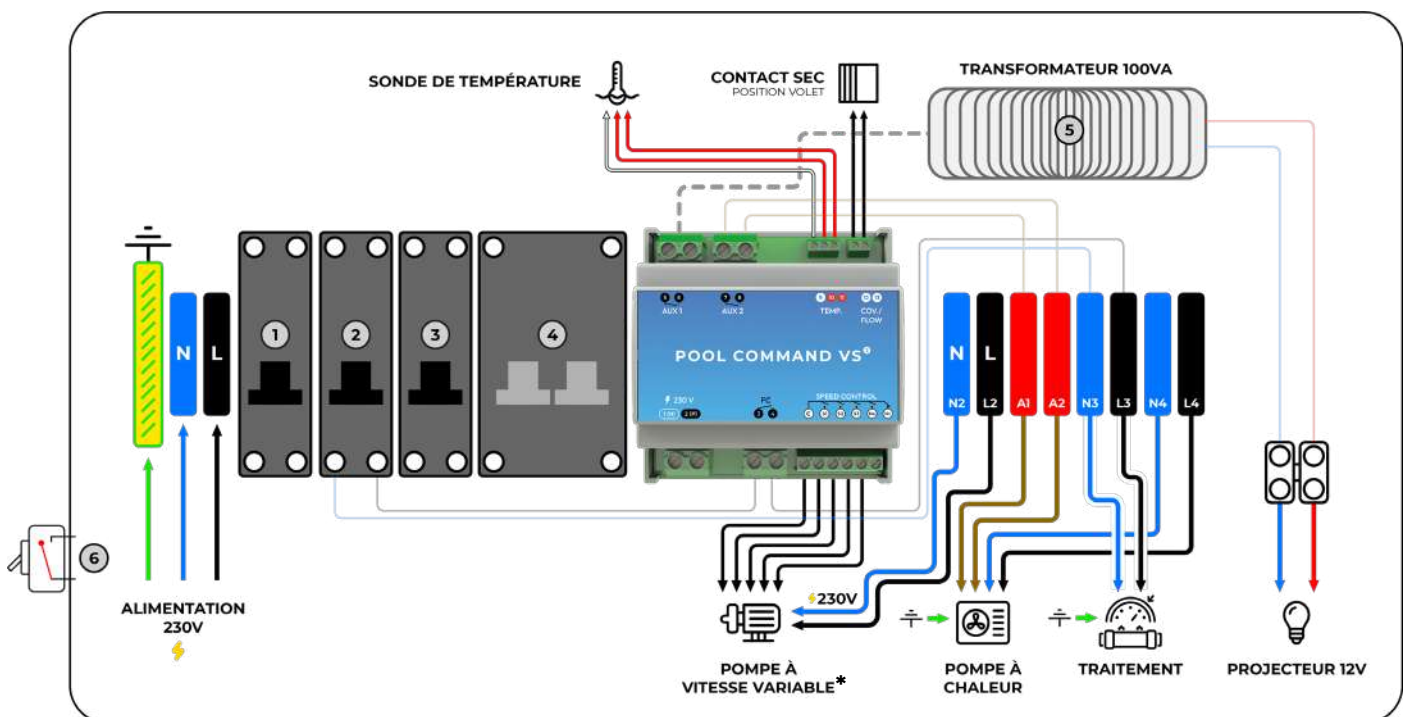 SONDE DE TEMPÉRATURE
CONTACT SEC
POSITION VOLET
TRANSFORMATEUR 100VA
5
N
L
1
2
3
4
AUX 1
AUX 2
TEMP.
COV./
FLOW
POOL COMMAND VS
230 V
PC
3 4
SPEED CONTROL
N
L
N2
L2
A1
A2
N3
L3
N4
L4
6
ALIMENTATION
230V
230V
POMPE À
VITESSE VARIABLE*
POMPE À
CHALEUR
TRAITEMENT
PROJECTEUR 12V